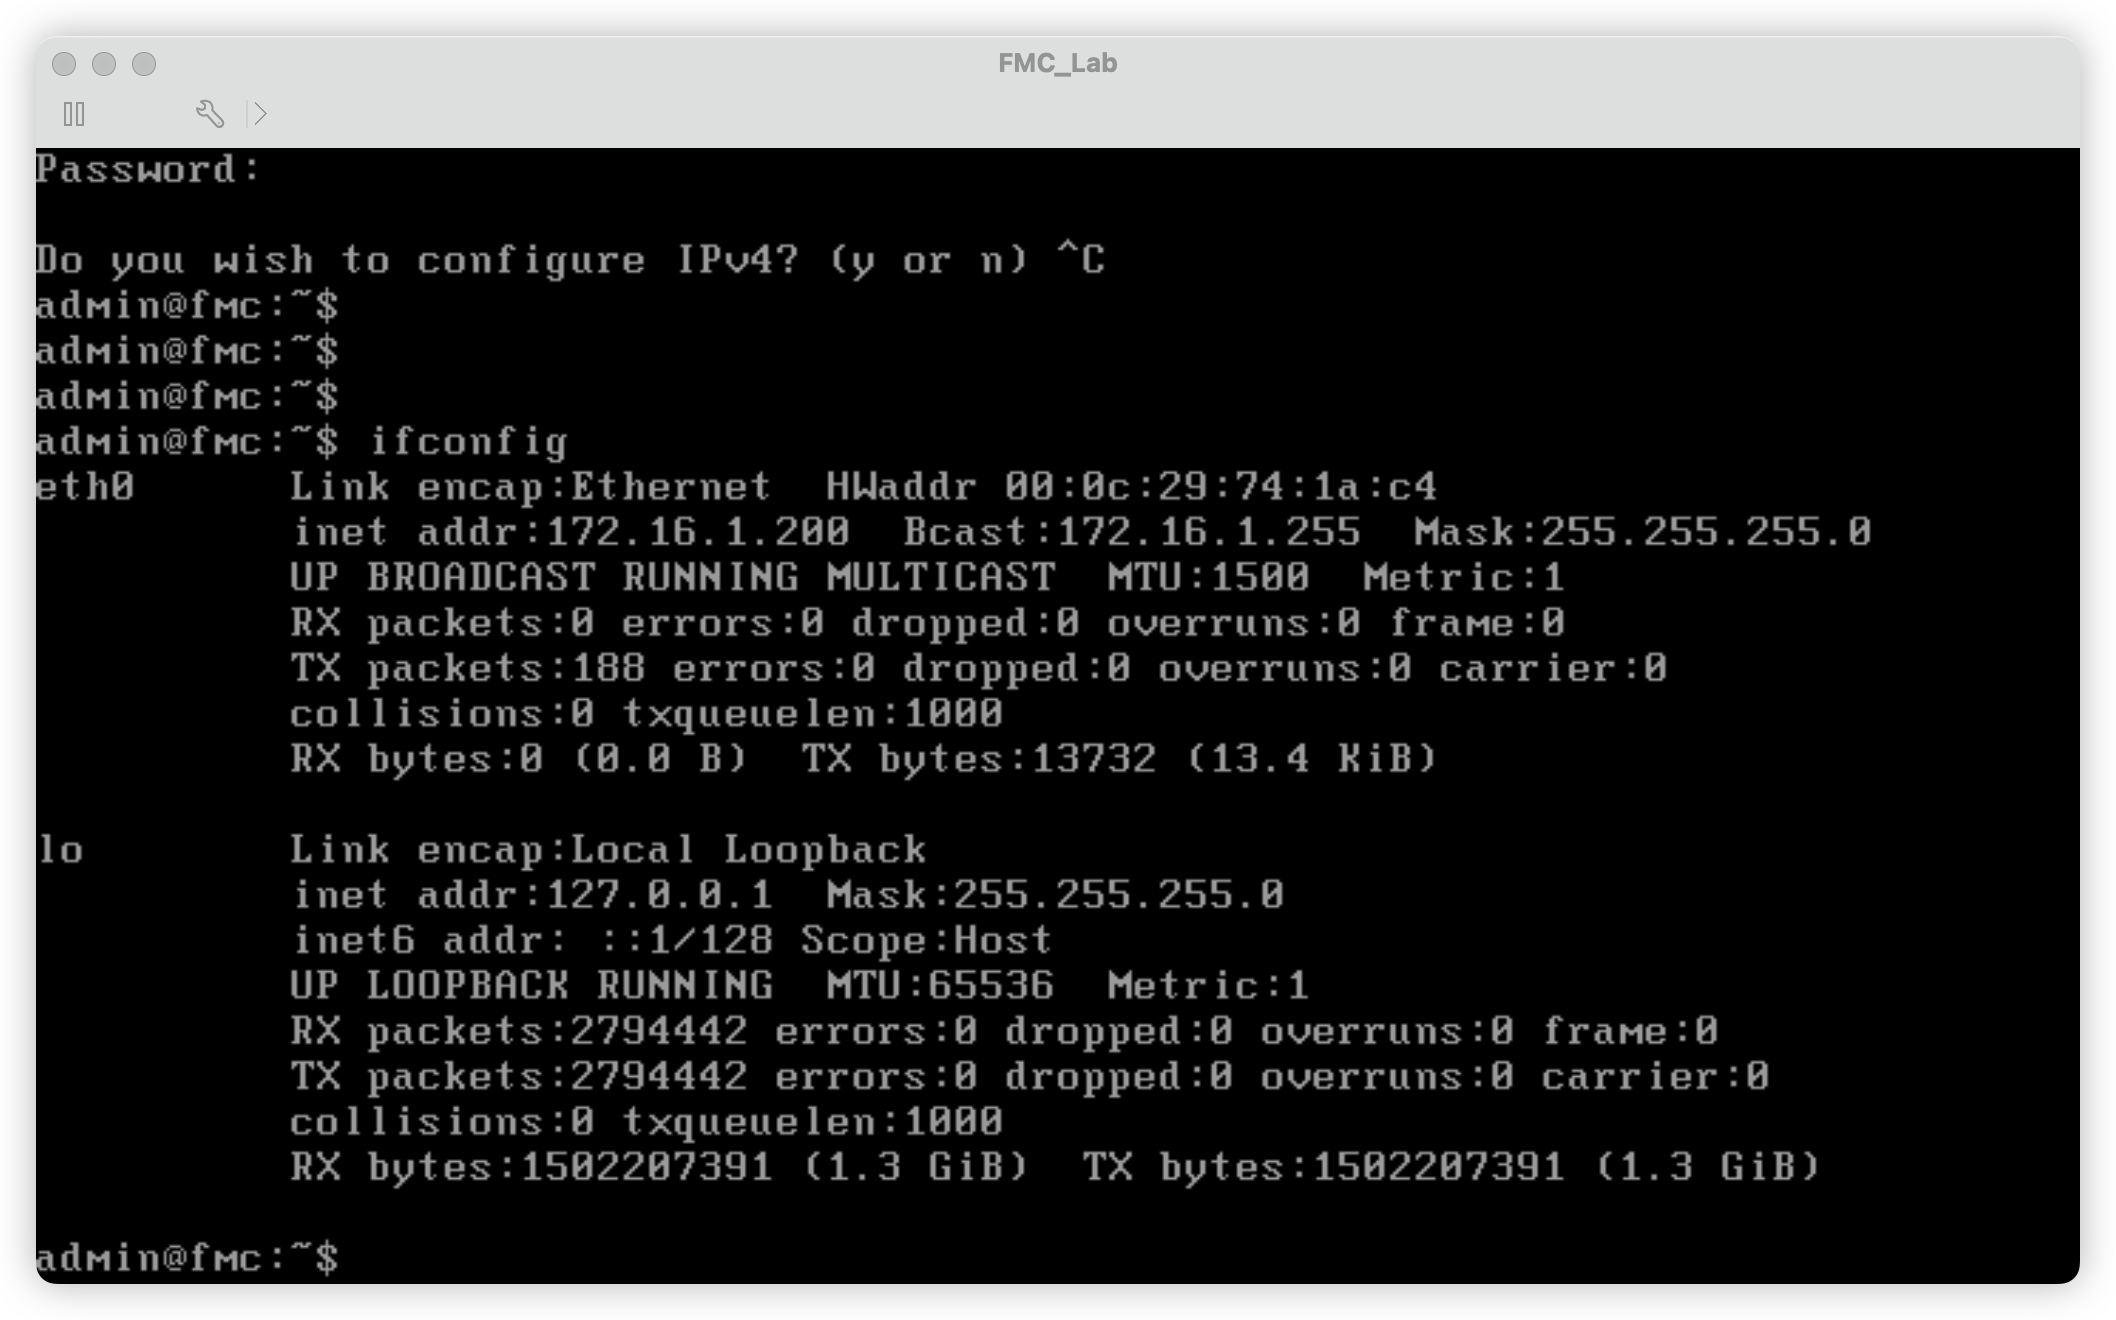 FMC_Lab
Password:
Do you wish to configure IPv4? (y or n) ^C
admin@fmc:~$
admin@fmc:~$
admin@fmc:~$
admin@fmc:~$ ifconfig
eth0      Link encap:Ethernet  HWaddr 00:0c:29:74:1a:c4
          inet addr:172.16.1.200  Bcast:172.16.1.255  Mask:255.255.255.0
          UP BROADCAST RUNNING MULTICAST  MTU:1500  Metric:1
          RX packets:0 errors:0 dropped:0 overruns:0 frame:0
          TX packets:188 errors:0 dropped:0 overruns:0 carrier:0
          collisions:0 txqueuelen:1000
          RX bytes:0 (0.0 B)  TX bytes:13732 (13.4 KiB)
lo        Link encap:Local Loopback
          inet addr:127.0.0.1  Mask:255.255.255.0
          inet6 addr: ::1/128 Scope:Host
          UP LOOPBACK RUNNING  MTU:65536  Metric:1
          RX packets:2794442 errors:0 dropped:0 overruns:0 frame:0
          TX packets:2794442 errors:0 dropped:0 overruns:0 carrier:0
          collisions:0 txqueuelen:1000
          RX bytes:1502207391 (1.3 GiB)  TX bytes:1502207391 (1.3 GiB)
admin@fmc:~$